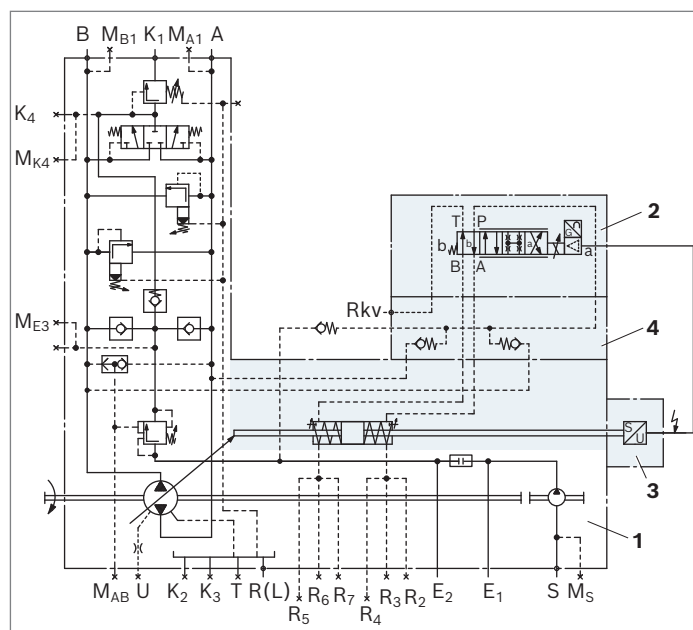 B M_B1 K_1 M_A1 A
K_4
M_K4
T P
G
2
b b a a
B A
Rkv
M_E3
4
S
U
3
1
M_AB U K_2 K_3 T R(L) R_5 R_6 R_7 R_4 R_3 R_2 E_2 E_1 S M_S